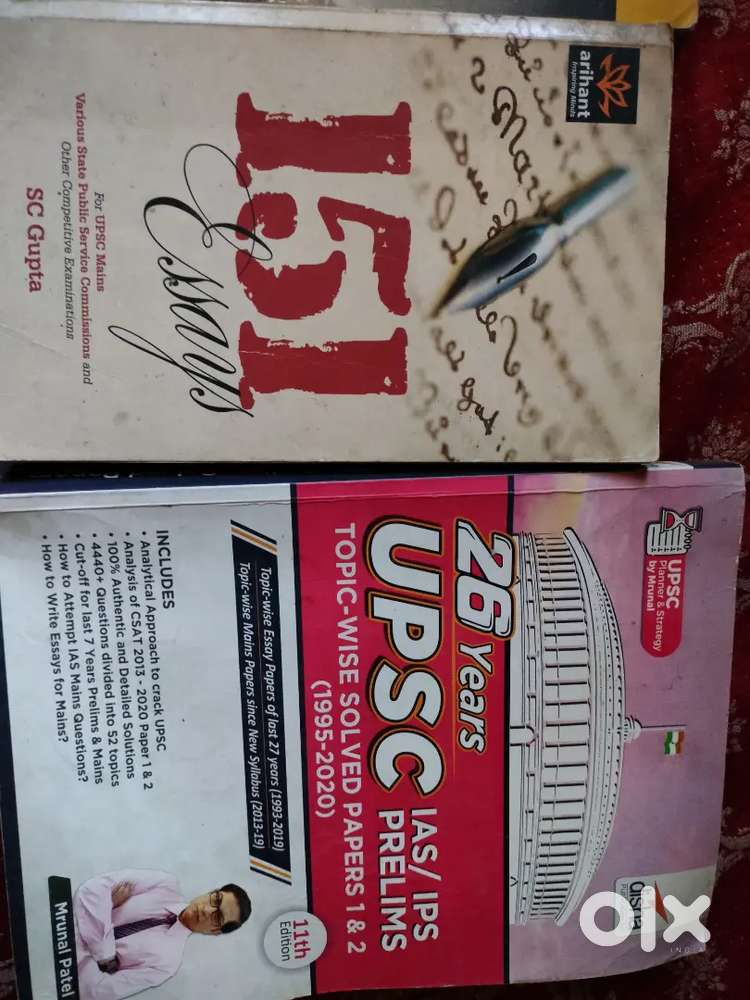 arihant
Inspiring Minds
151
Essays
For UPSC Mains
Various State Public Service Commissions and
Other Competitive Examinations
SC Gupta
UPSC
Planner & Strategy
by Mrunal
disha
26 Years
UPSC IAS/ IPS
PRELIMS
TOPIC-WISE SOLVED PAPERS 1 & 2
(1995-2020)
Topic-wise Essay Papers of last 27 years (1993-2019)
Topic-wise Mains Papers since New Syllabus (2013-19)
11th
Edition
INCLUDES
• Analytical Approach to crack UPSC
• Analysis of CSAT 2013 - 2020 Paper 1 & 2
• 100% Authentic and Detailed Solutions
• 4440+ Questions divided into 52 topics
• Cut-off for last 7 Years Prelims & Mains
• How to Attempt IAS Mains Questions?
• How to Write Essays for Mains?
Mrunal Patel
olx
INDIA